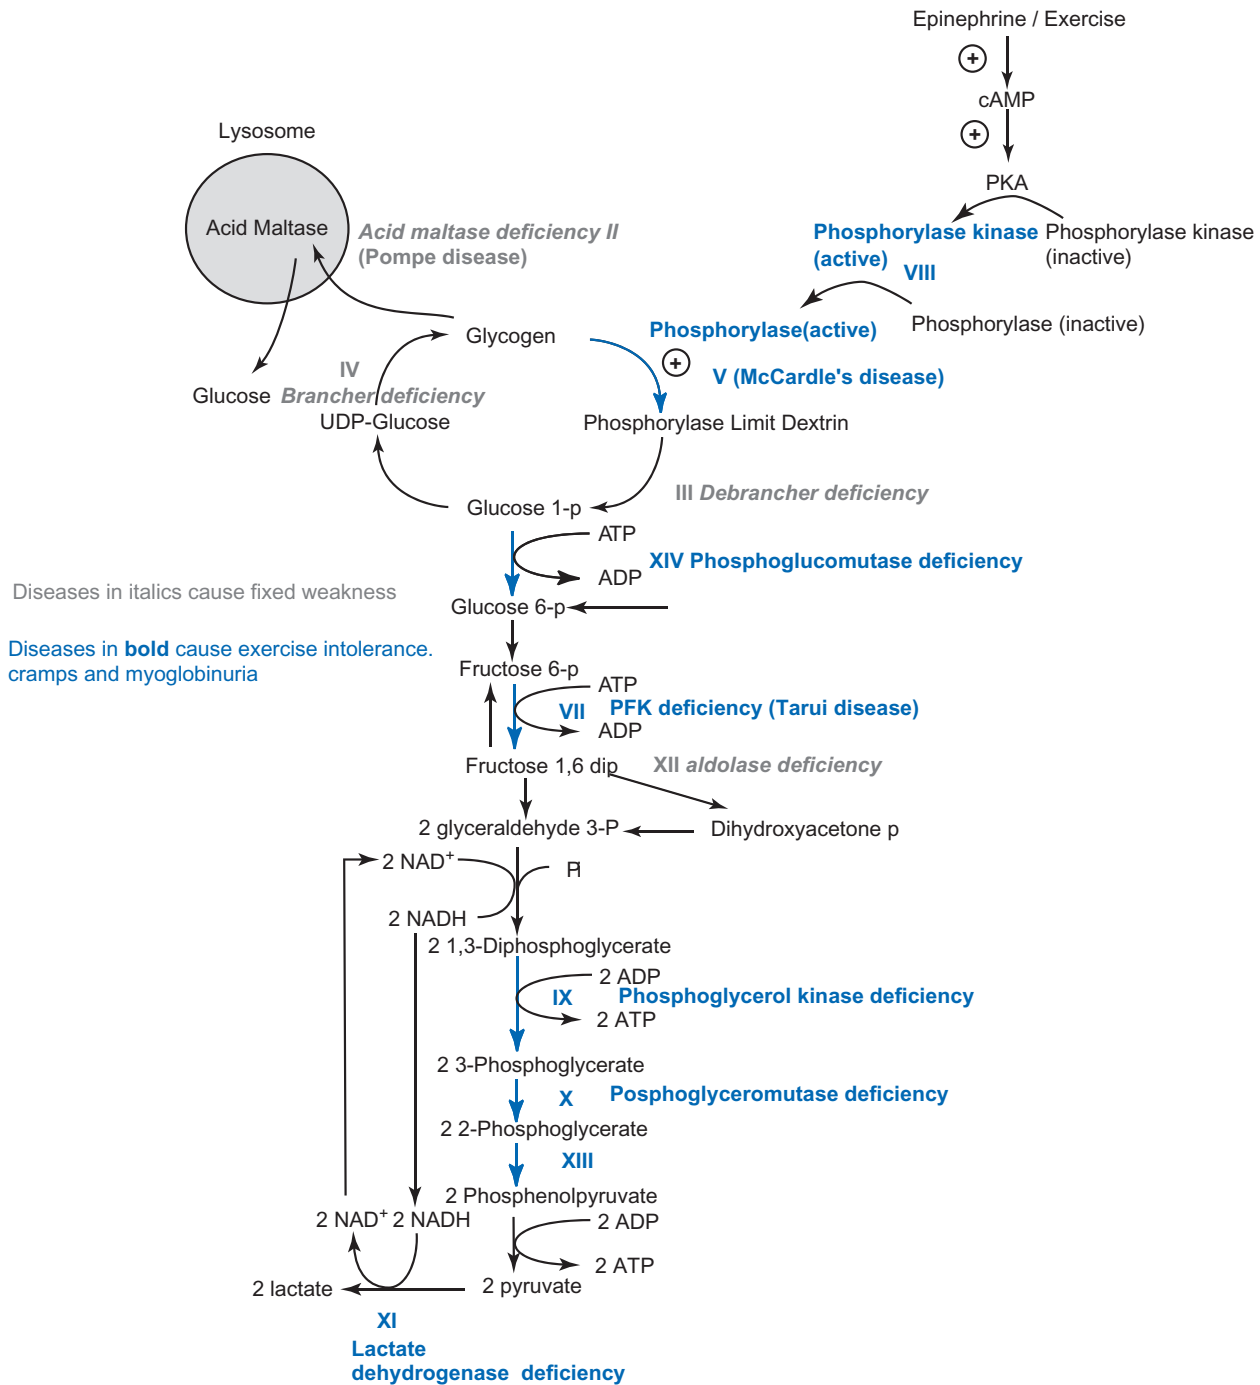 Epinephrine / Exercise
+
cAMP
+
PKA
Lysosome
Acid Maltase
Acid maltase deficiency II
(Pompe disease)
Phosphorylase kinase
(active)
VIII
Phosphorylase kinase
(inactive)
Phosphorylase(active)
Phosphorylase (inactive)
Glycogen
+
V (McCardle's disease)
IV
Glucose
Brancher deficiency
UDP-Glucose
Phosphorylase Limit Dextrin
III Debrancher deficiency
Glucose 1-p
ATP
XIV Phosphoglucomutase deficiency
ADP
Diseases in italics cause fixed weakness
Glucose 6-p
Diseases in bold cause exercise intolerance.
cramps and myoglobinuria
Fructose 6-p
ATP
VII PFK deficiency (Tarui disease)
ADP
Fructose 1,6 dip
XII aldolase deficiency
2 glyceraldehyde 3-P
Dihydroxyacetone p
2 NAD+
Pi
2 NADH
2 1,3-Diphosphoglycerate
2 ADP
IX Phosphoglycerol kinase deficiency
2 ATP
2 3-Phosphoglycerate
X Posphoglyceromutase deficiency
2 2-Phosphoglycerate
XIII
2 Phosphenolpyruvate
2 NAD+ 2 NADH
2 ADP
2 ATP
2 lactate
2 pyruvate
XI
Lactate
dehydrogenase deficiency